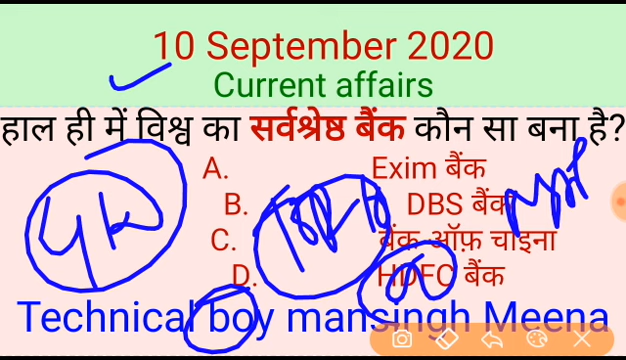 10 September 2020
Current affairs
हाल ही में विश्व का सर्वश्रेष्ठ बैंक कौन सा बना है?
A. Exim बैंक
B. DBS बैंक
C. बैंक ऑफ़ चाइना
D. HDFC बैंक
Technical boy mansingh Meena